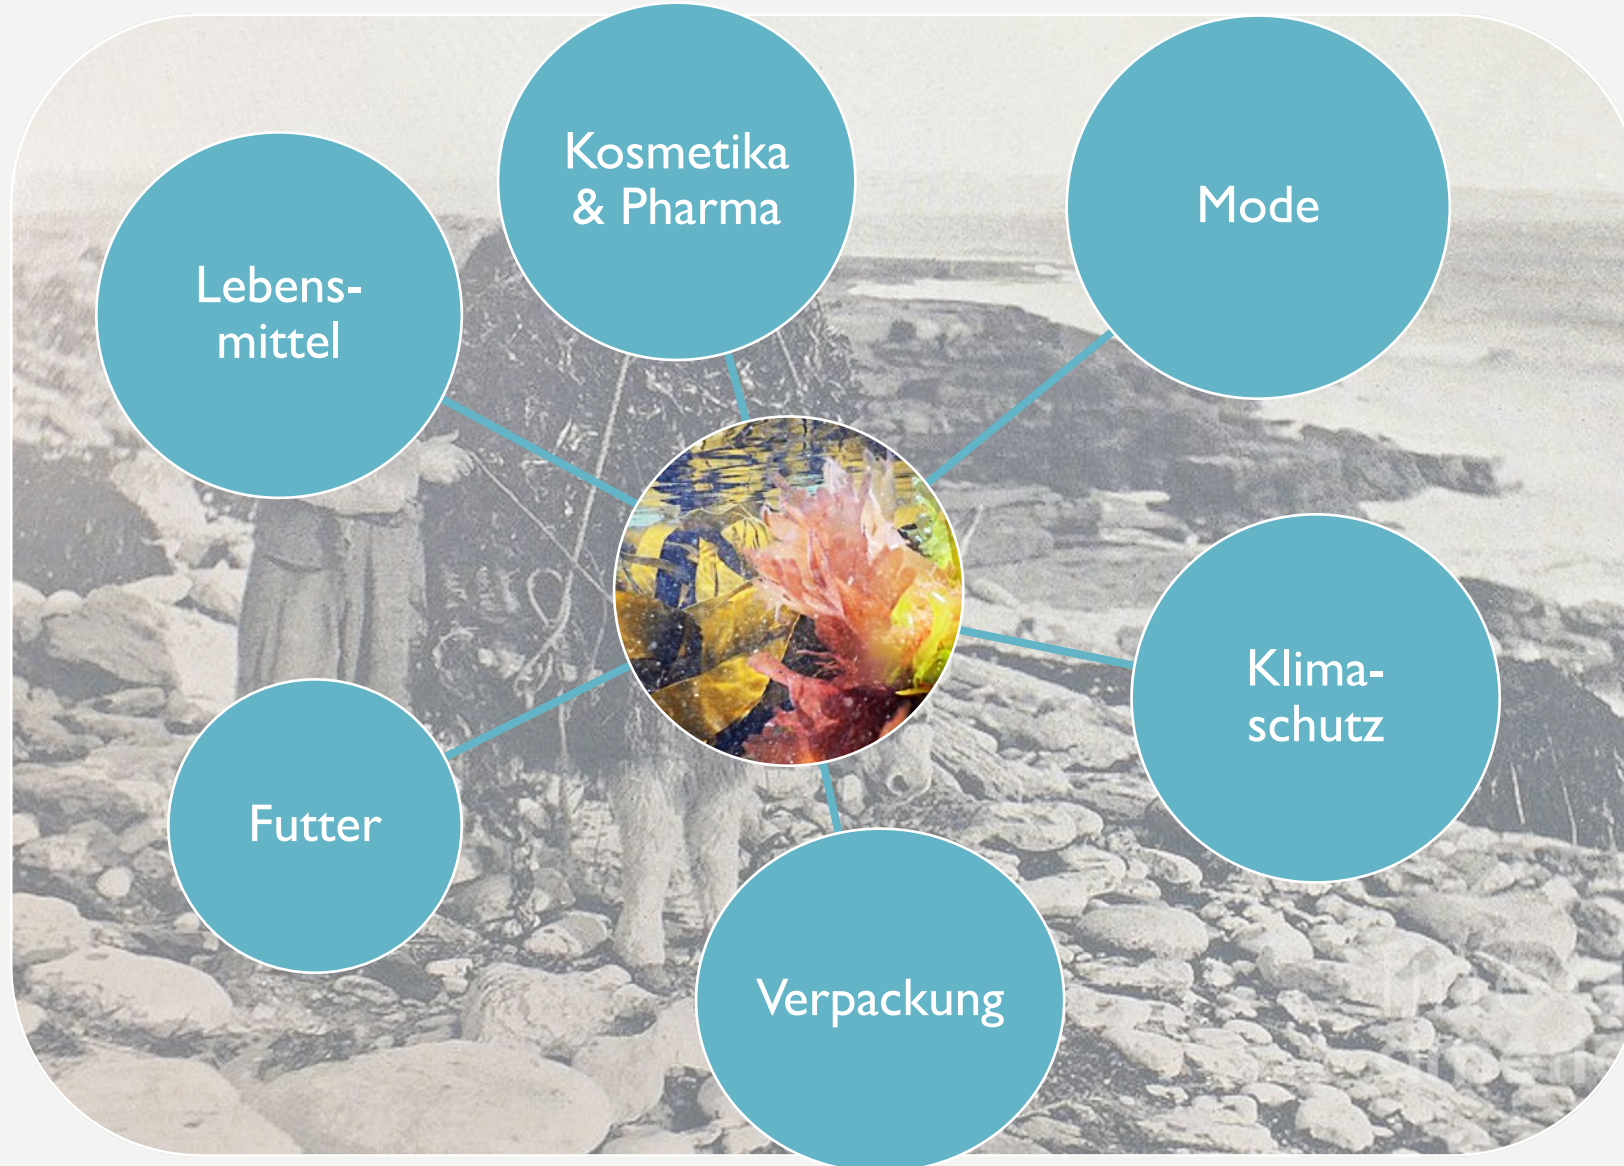 Kosmetika
& Pharma
Mode
Lebens-
mittel
Klima-
schutz
Futter
Verpackung